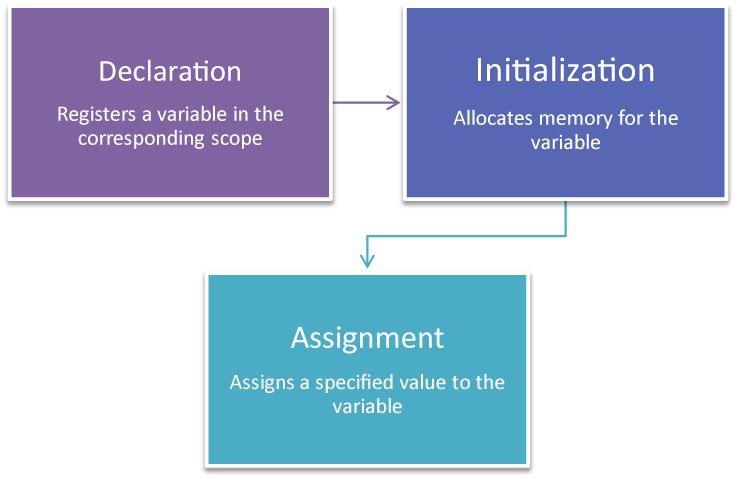 Declaration
Registers a variable in the
corresponding scope
Initialization
Allocates memory for the
variable
Assignment
Assigns a specified value to the
variable